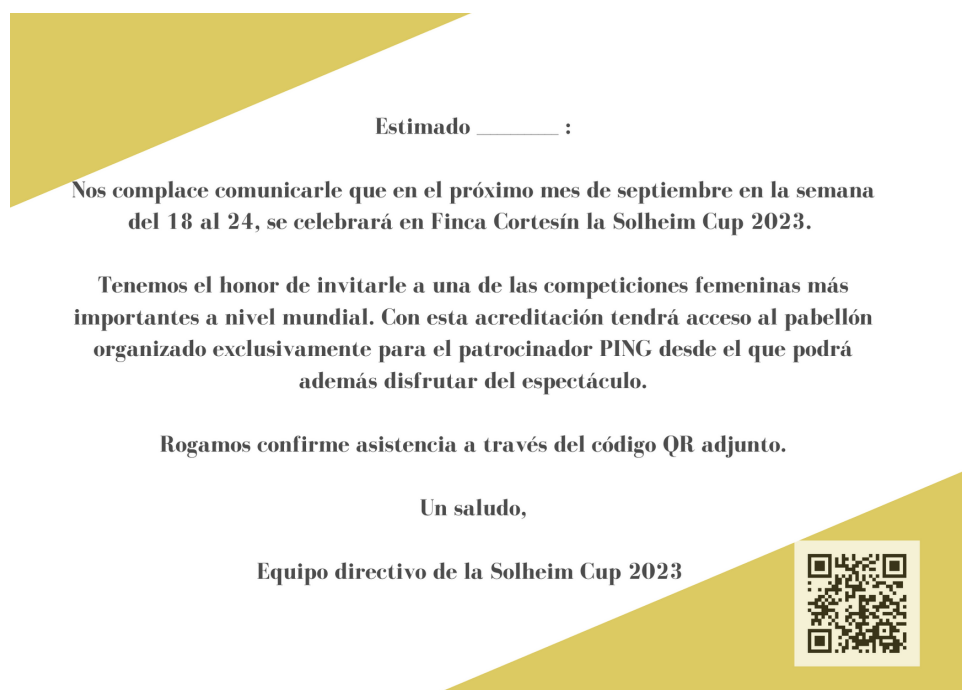 Estimado ________ :
Nos complace comunicarle que en el próximo mes de septiembre en la semana
del 18 al 24, se celebrará en Finca Cortesín la Solheim Cup 2023.
Tenemos el honor de invitarle a una de las competiciones femeninas más
importantes a nivel mundial. Con esta acreditación tendrá acceso al pabellón
organizado exclusivamente para el patrocinador PING desde el que podrá
además disfrutar del espectáculo.
Rogamos confirme asistencia a través del código QR adjunto.
Un saludo,
Equipo directivo de la Solheim Cup 2023